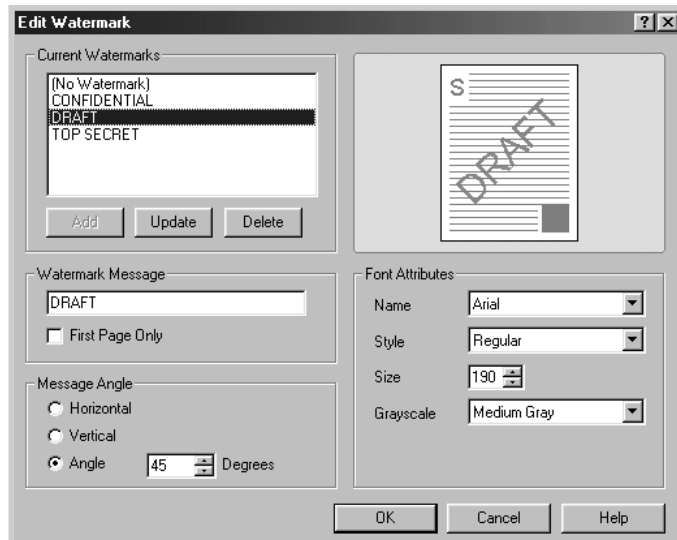 Edit Watermark
Current Watermarks
(No Watermark)
CONFIDENTIAL
DRAFT
TOP SECRET
Add
Update
Delete
S
DRAFT
Watermark Message
DRAFT
First Page Only
Message Angle
Horizontal
Vertical
Angle 45 Degrees
Font Attributes
Name Arial
Style Regular
Size 190
Grayscale Medium Gray
OK
Cancel
Help